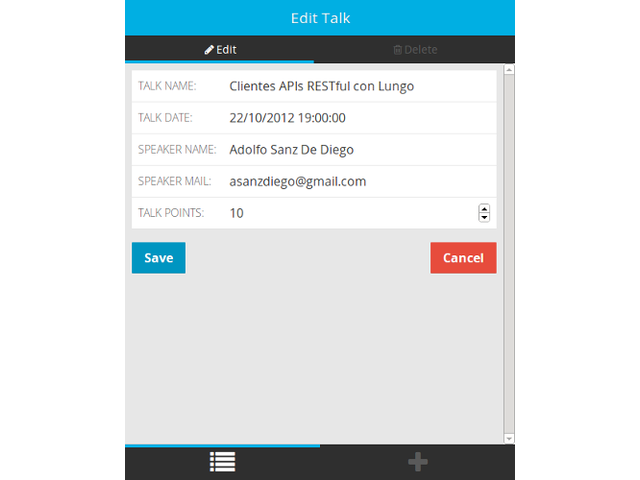 Edit Talk
Edit Delete
TALK NAME: Clientes APIs RESTful con Lungo
TALK DATE: 22/10/2012 19:00:00
SPEAKER NAME: Adolfo Sanz De Diego
SPEAKER MAIL: asanzdiego@gmail.com
TALK POINTS: 10
Save Cancel